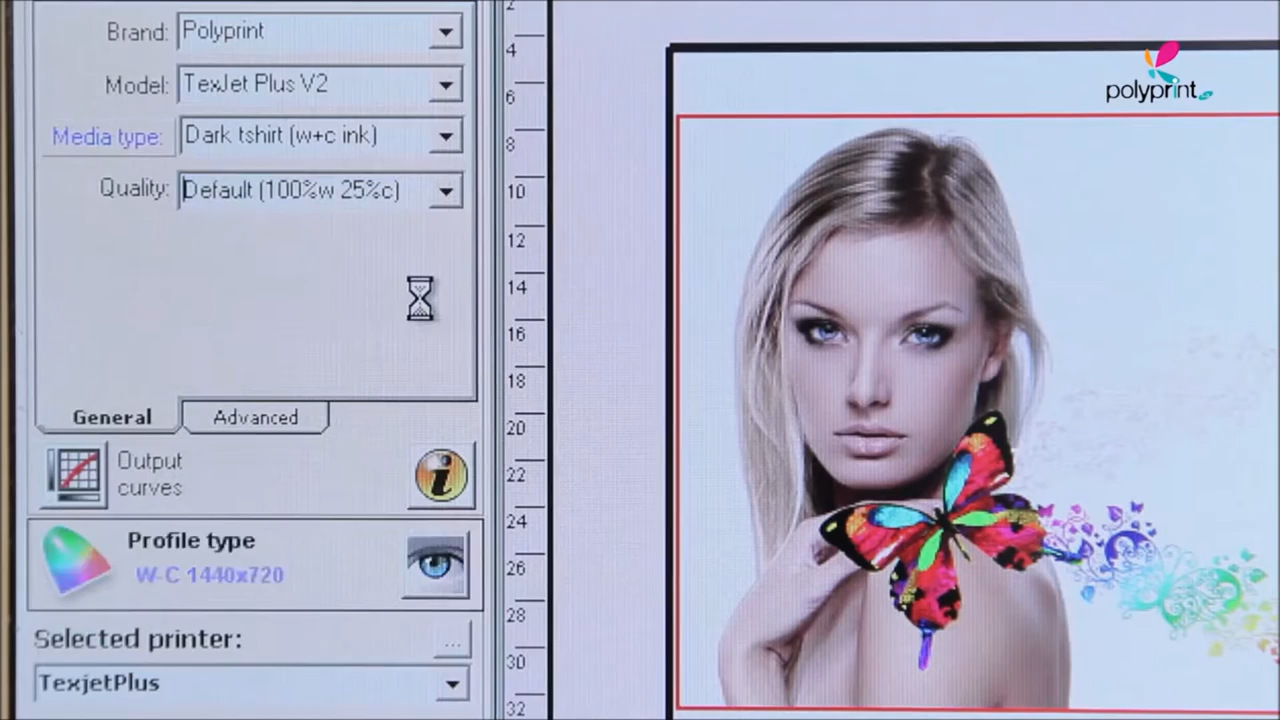 Brand: Polyprint
Model: TexJet Plus V2
Media type: Dark tshirt (w+c ink)
Quality: Default (100%w 25%c)
General Advanced
Output
curves
Profile type
W-C 1440x720
Selected printer: ...
TexjetPlus
2
4
6
8
10
12
14
16
18
20
22
24
26
28
30
32
polyprint